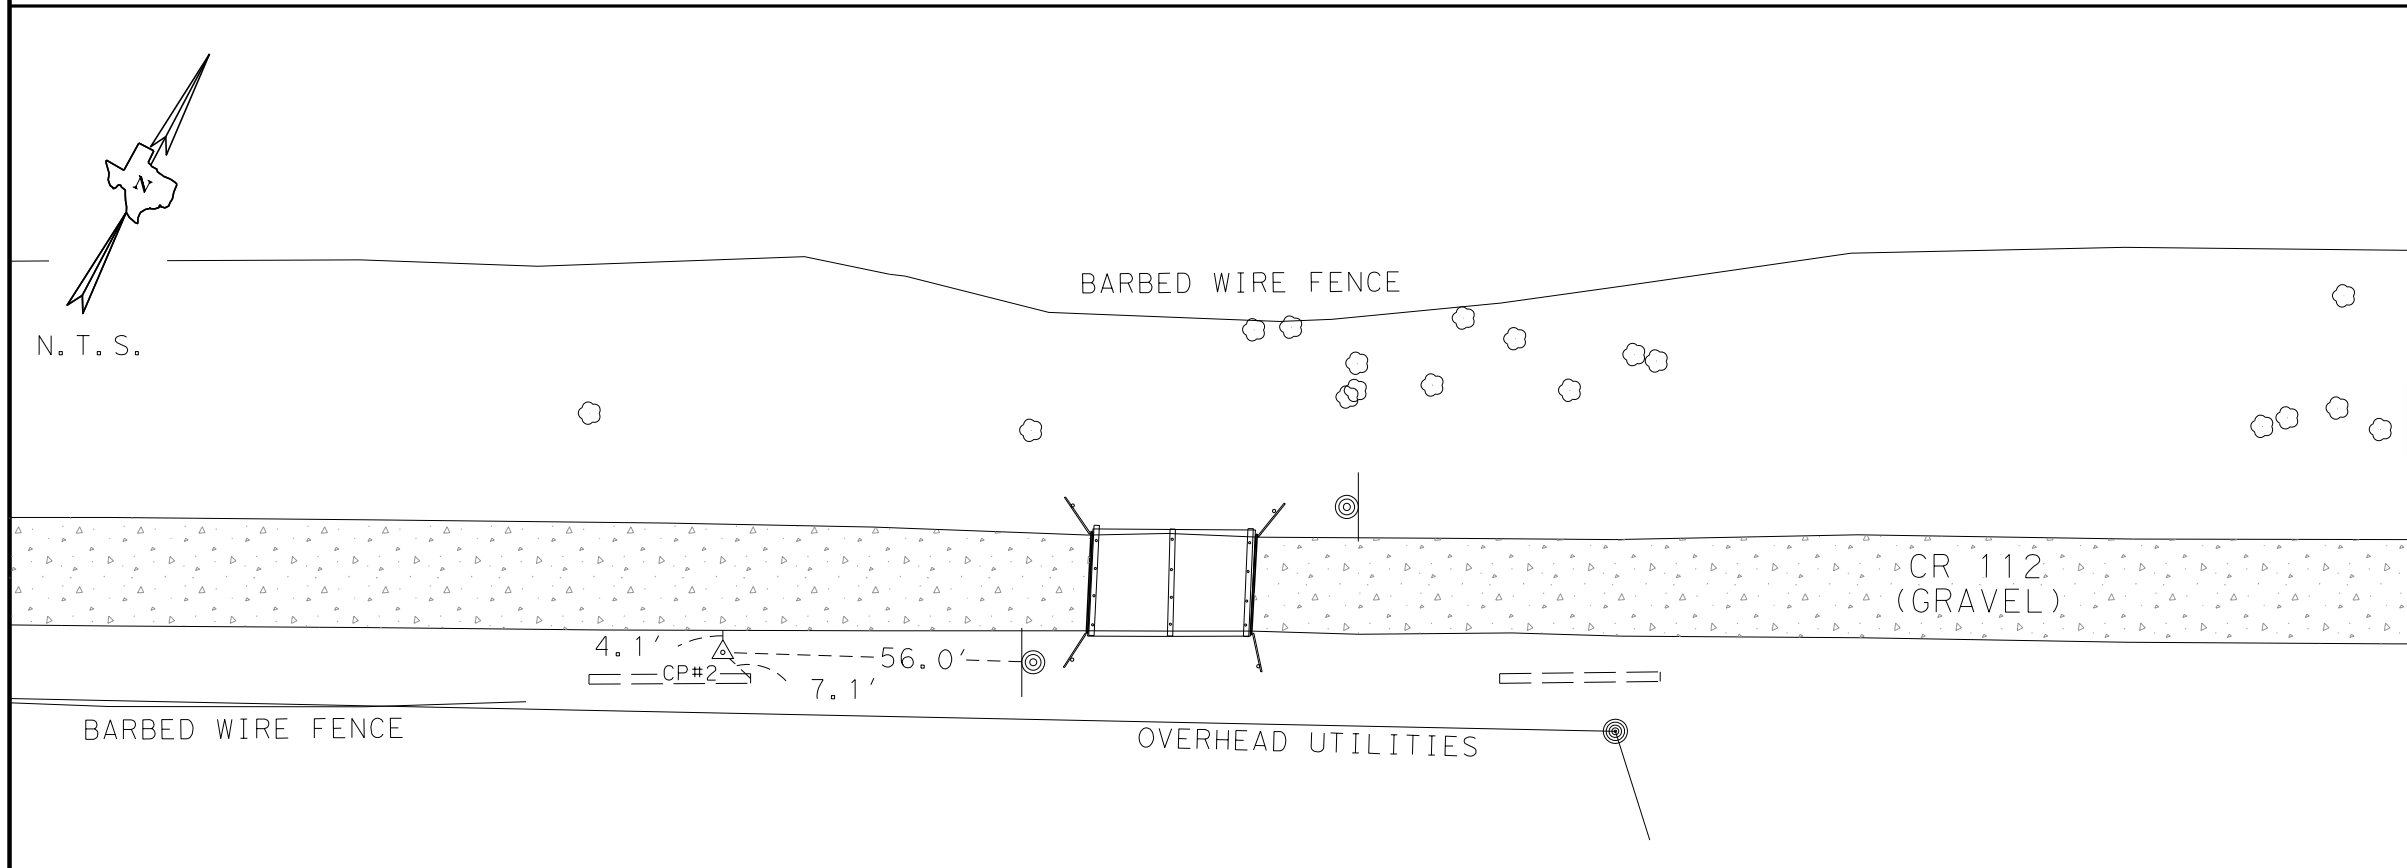 N
BARBED WIRE FENCE
N.T.S.
CR 112
(GRAVEL)
4.1'
56.0'
CP#2
7.1'
BARBED WIRE FENCE
OVERHEAD UTILITIES